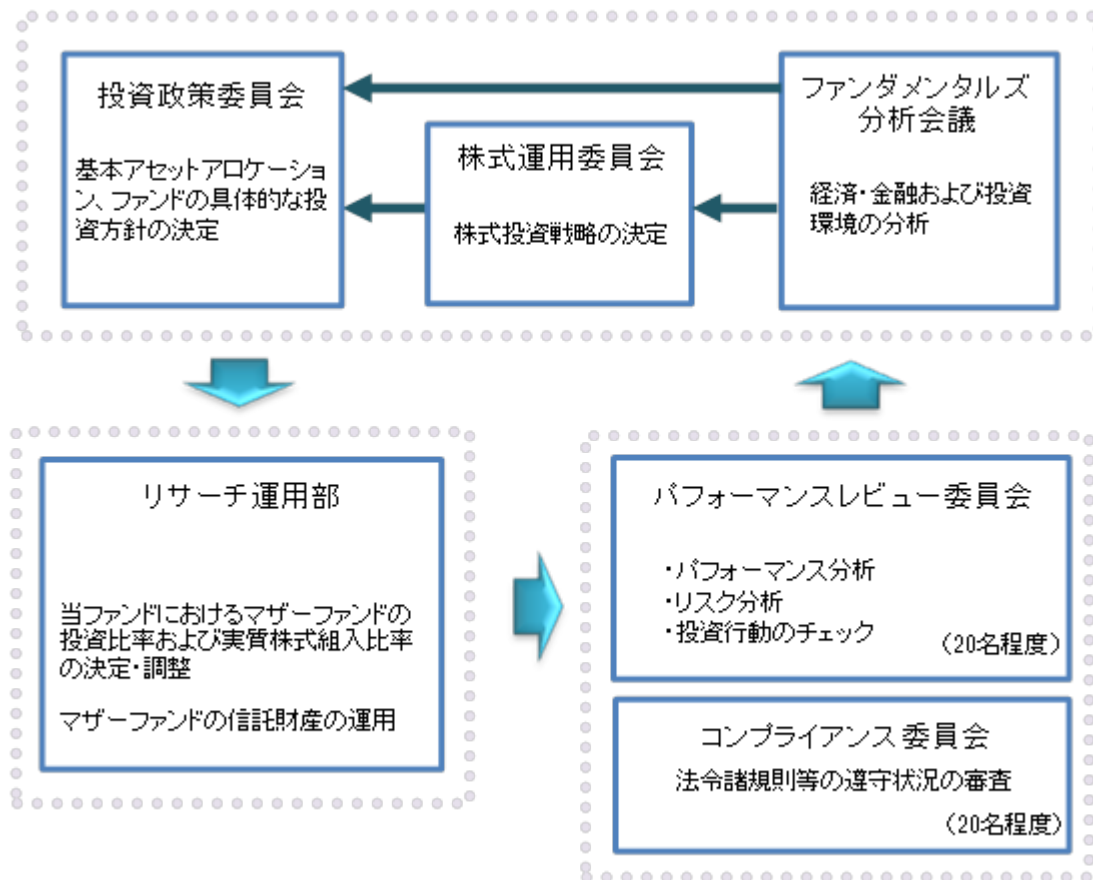 投資政策委員会
基本アセットアロケーショ
ン、ファンドの具体的な投
資方針の決定
株式運用委員会
株式投資戦略の決定
ファンダメンタルズ
分析会議
経済・金融および投資
環境の分析
リサーチ運用部
当ファンドにおけるマザーファンドの
投資比率および実質株式組入比率
の決定・調整
マザーファンドの信託財産の運用
パフォーマンスレビュー委員会
・パフォーマンス分析
・リスク分析
・投資行動のチェック
（20名程度）
コンプライアンス委員会
法令諸規則等の遵守状況の審査
（20名程度）